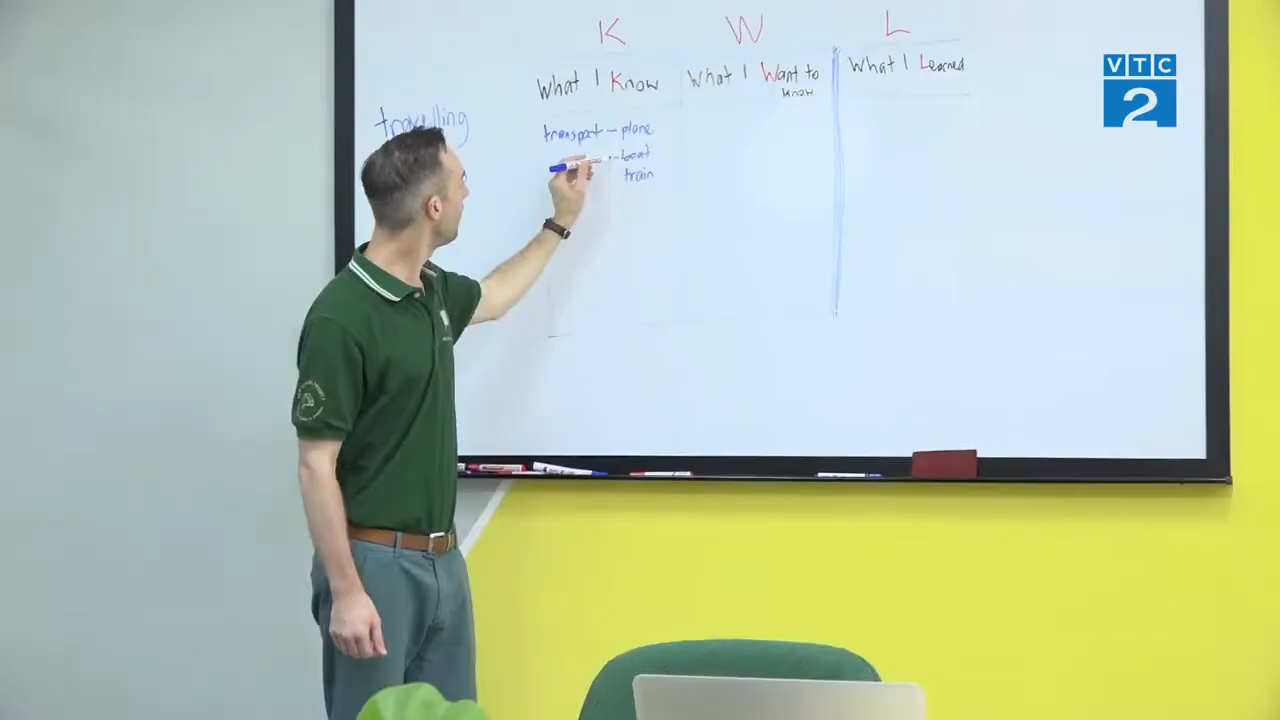 K W L
What I Know What I Want to know What I Learned
travelling
transport - plane
- boat
train
VTC
2